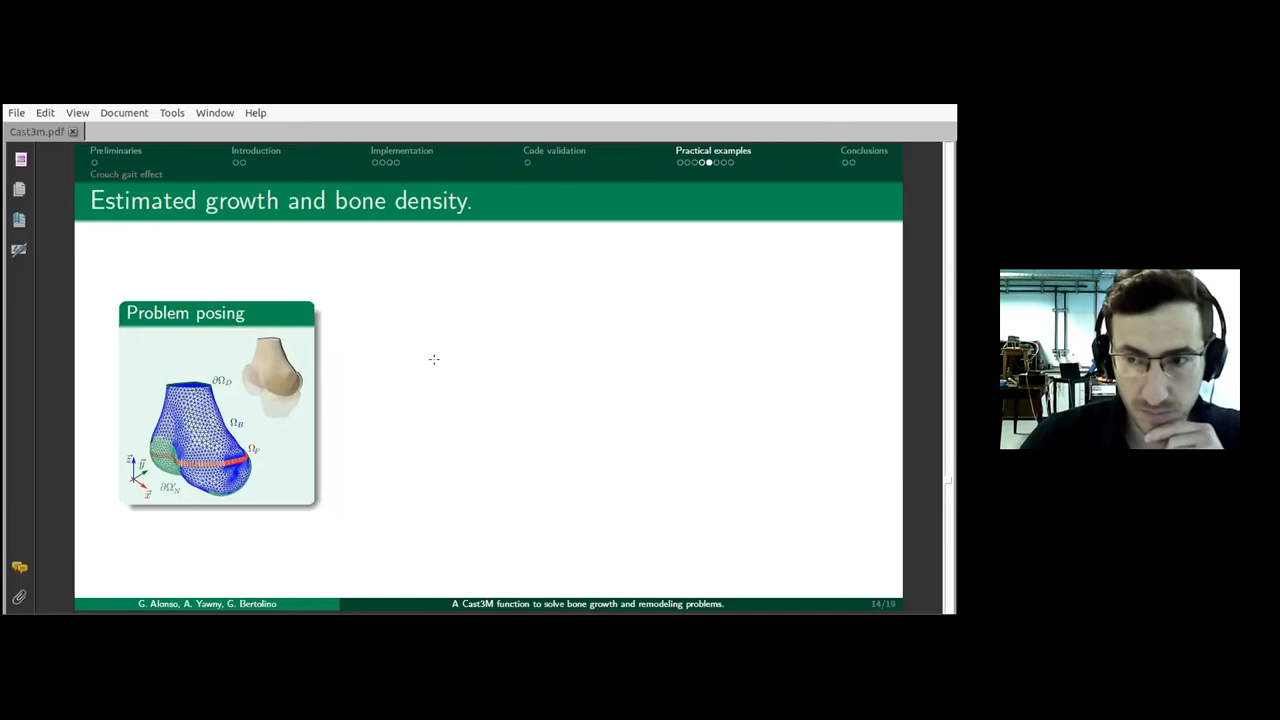 File Edit View Document Tools Window Help
Cast3m.pdf
Preliminaries Introduction Implementation Code validation Practical examples Conclusions
Crouch gait effect
Estimated growth and bone density.
Problem posing
∂Ω_D
Ω_B
Ω_F
z⃗
y⃗
x⃗
∂Ω'_N
G. Alonso, A. Yawny, G. Bertolino A Cast3M function to solve bone growth and remodeling problems. 14/19